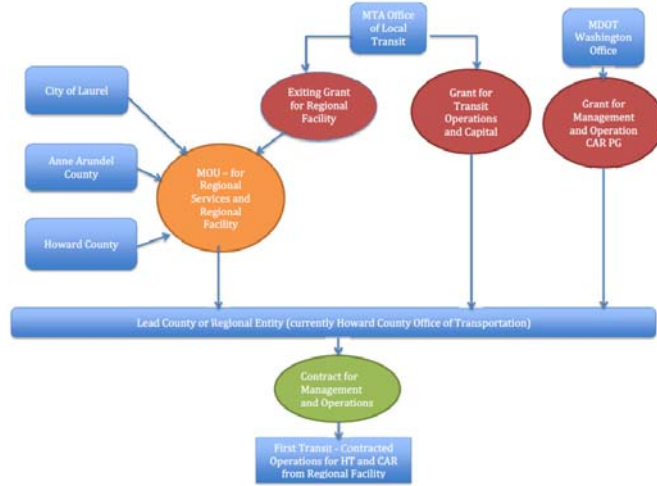 MTA Office
of Local
Transit
MDOT
Washington
Office
City of Laurel
Exiting Grant
for Regional
Facility
Grant for
Transit
Operations
and Capital
Grant for
Management
and Operation
CAR PG
Anne Arundel
County
MOU – for
Regional
Services and
Regional
Facility
Howard County
Lead County or Regional Entity (currently Howard County Office of Transportation)
Contract for
Management
and Operations
First Transit - Contracted
Operations for HT and CAR
from Regional Facility